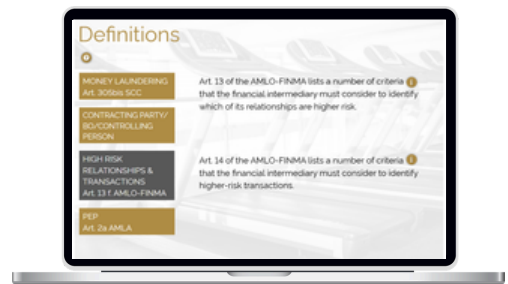 Definitions
MONEY LAUNDERING
Art. 305bis SCC
CONTRACTING PARTY/
BO/CONTROLLING
PERSON
HIGH RISK
RELATIONSHIPS &
TRANSACTIONS
Art. 13 f. AMLO-FINMA
PEP
Art. 2a AMLA
Art. 13 of the AMLO-FINMA lists a number of criteria
that the financial intermediary must consider to identify
which of its relationships are higher risk.
Art. 14 of the AMLO-FINMA lists a number of criteria
that the financial intermediary must consider to identify
higher-risk transactions.